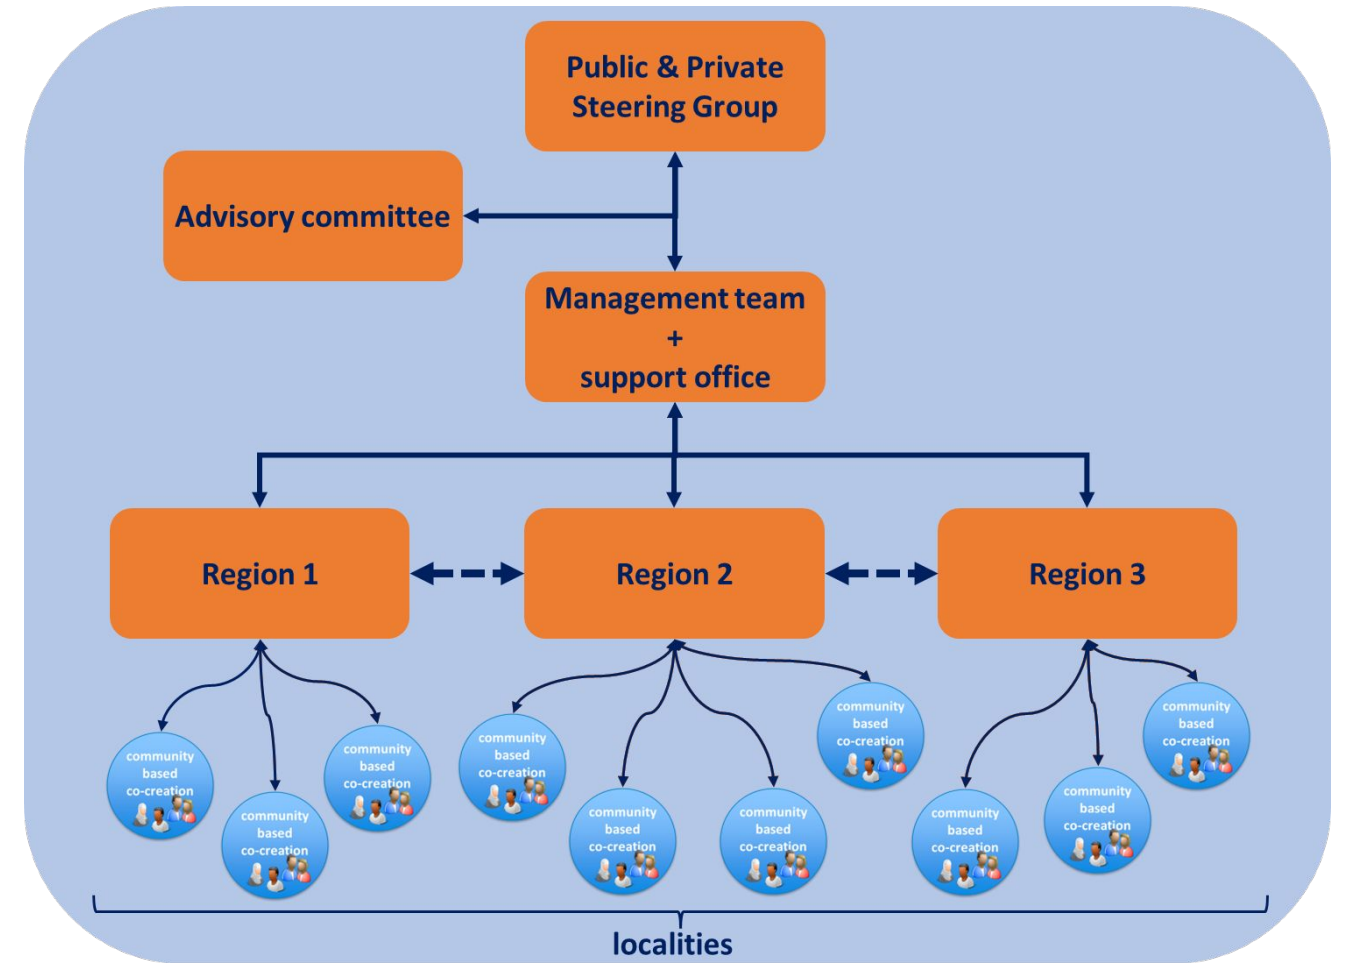 Public & Private
Steering Group
Advisory committee
Management team
+
support office
Region 1
Region 2
Region 3
community
based
co-creation
community
based
co-creation
community
based
co-creation
community
based
co-creation
community
based
co-creation
community
based
co-creation
community
based
co-creation
community
based
co-creation
community
based
co-creation
community
based
co-creation
localities